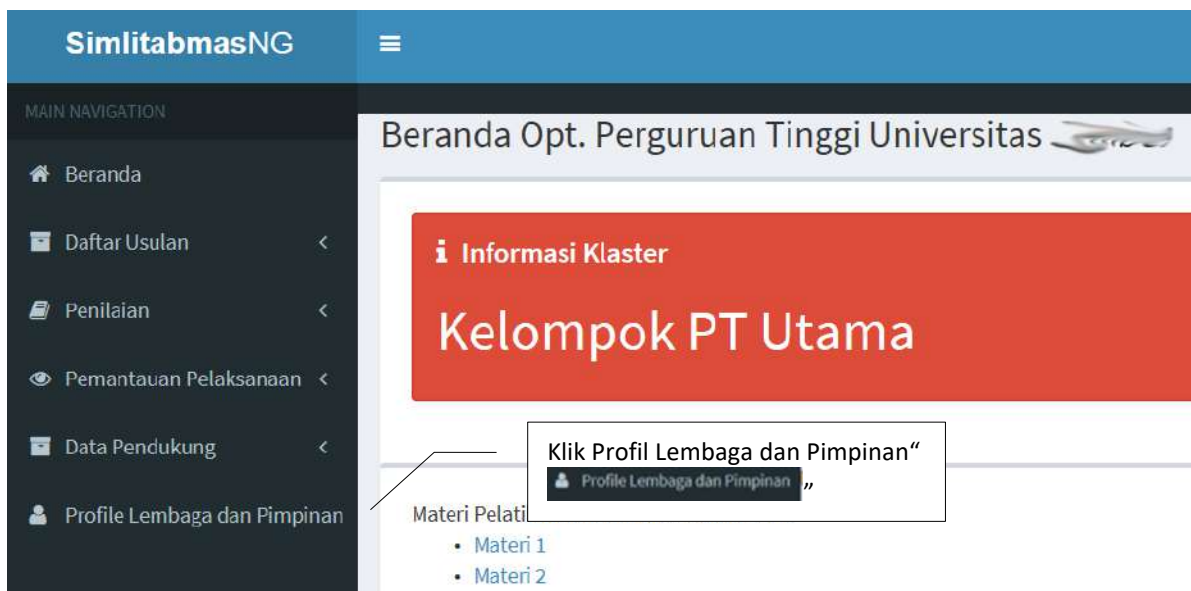 SimlitabmasNG
MAIN NAVIGATION
Beranda
Daftar Usulan
Penilaian
Pemantauan Pelaksanaan
Data Pendukung
Profile Lembaga dan Pimpinan
Beranda Opt. Perguruan Tinggi Universitas
Informasi Klaster
Kelompok PT Utama
Klik Profil Lembaga dan Pimpinan“
Profile Lembaga dan Pimpinan „
Materi
• Materi 1
• Materi 2